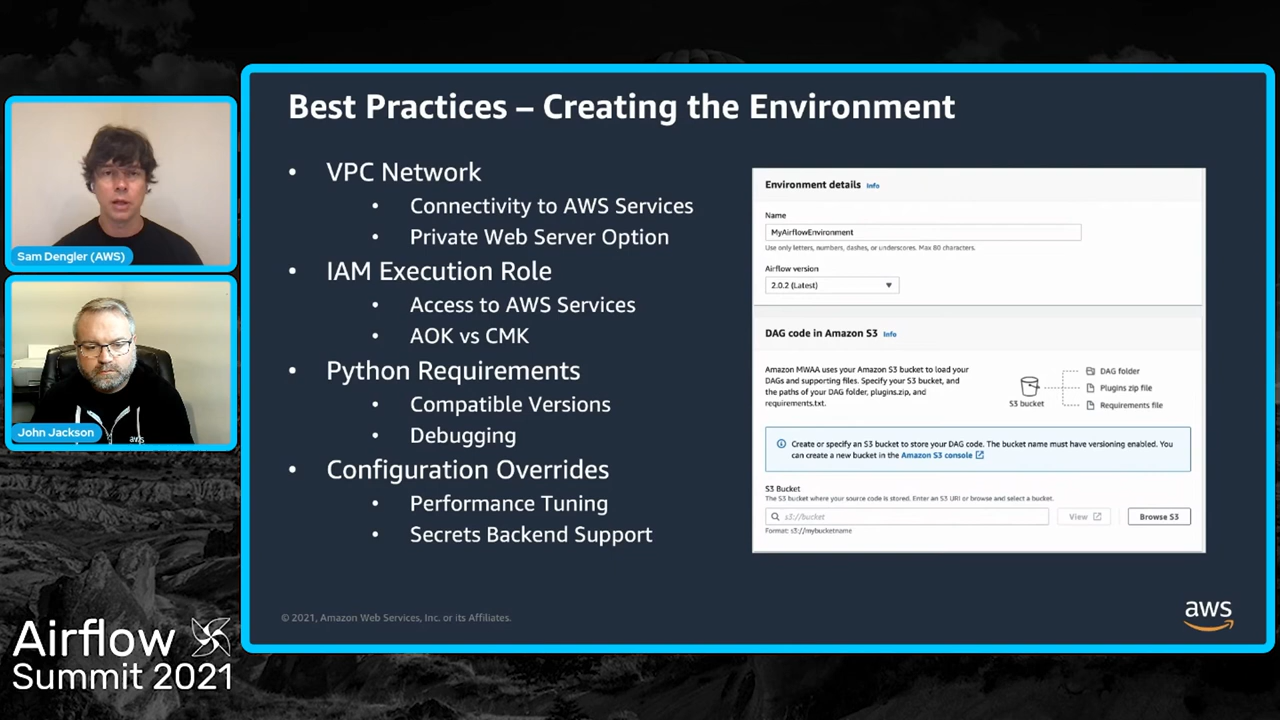 Best Practices – Creating the Environment
• VPC Network
• Connectivity to AWS Services
• Private Web Server Option
• IAM Execution Role
• Access to AWS Services
• AOK vs CMK
• Python Requirements
• Compatible Versions
• Debugging
• Configuration Overrides
• Performance Tuning
• Secrets Backend Support
Environment details Info
Name
MyAirflowEnvironment
Use only letters, numbers, dashes, or underscores. Max 80 characters.
Airflow version
2.0.2 (Latest)
DAG code in Amazon S3 Info
Amazon MWAA uses your Amazon S3 bucket to load your
DAGs and supporting files. Specify your S3 bucket, and
the paths of your DAG folder, plugins.zip, and
requirements.txt.
S3 bucket
DAG folder
Plugins zip file
Requirements file
Create or specify an S3 bucket to store your DAG code. The bucket name must have versioning enabled. You
can create a new bucket in the Amazon S3 console
S3 Bucket
The S3 bucket where your source code is stored. Enter an S3 URI or browse and select a bucket.
s3://bucket
View
Browse S3
Format: s3://mybucketname
© 2021, Amazon Web Services, Inc. or its Affiliates.
aws
Sam Dengler (AWS)
aws
John Jackson
Airflow
Summit 2021